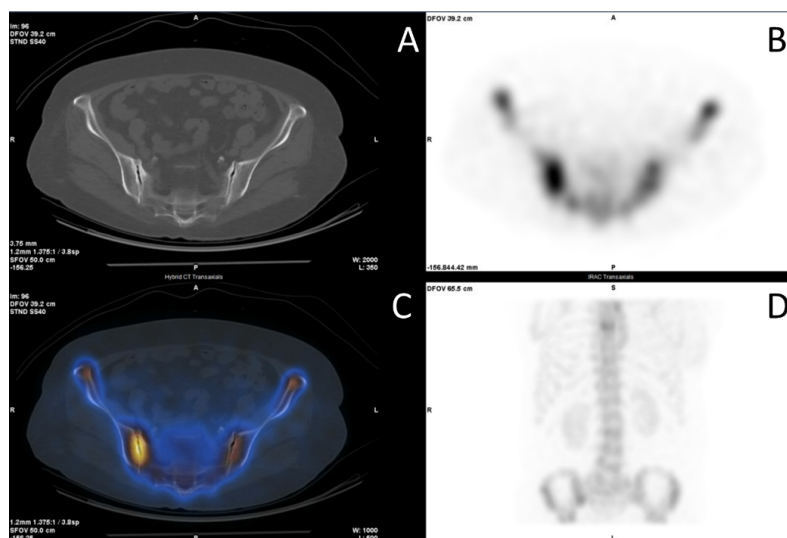 Im: 96
DFOV 39.2 cm
STND SS40
A
A
R
L
3.75 mm
1.2mm 1.375:1 / 3.8sp
SFOV 50.0 cm
-156.25
P
W: 2000
L: 350
Hybrid CT Transaxials
DFOV 39.2 cm
A
B
R
L
-156.844.42 mm
P
IRAC Transaxials
Im: 96
DFOV 39.2 cm
A
C
R
L
1.2mm 1.375:1 / 3.8sp
SFOV 50.0 cm
W: 1000
DFOV 65.5 cm
S
D
R